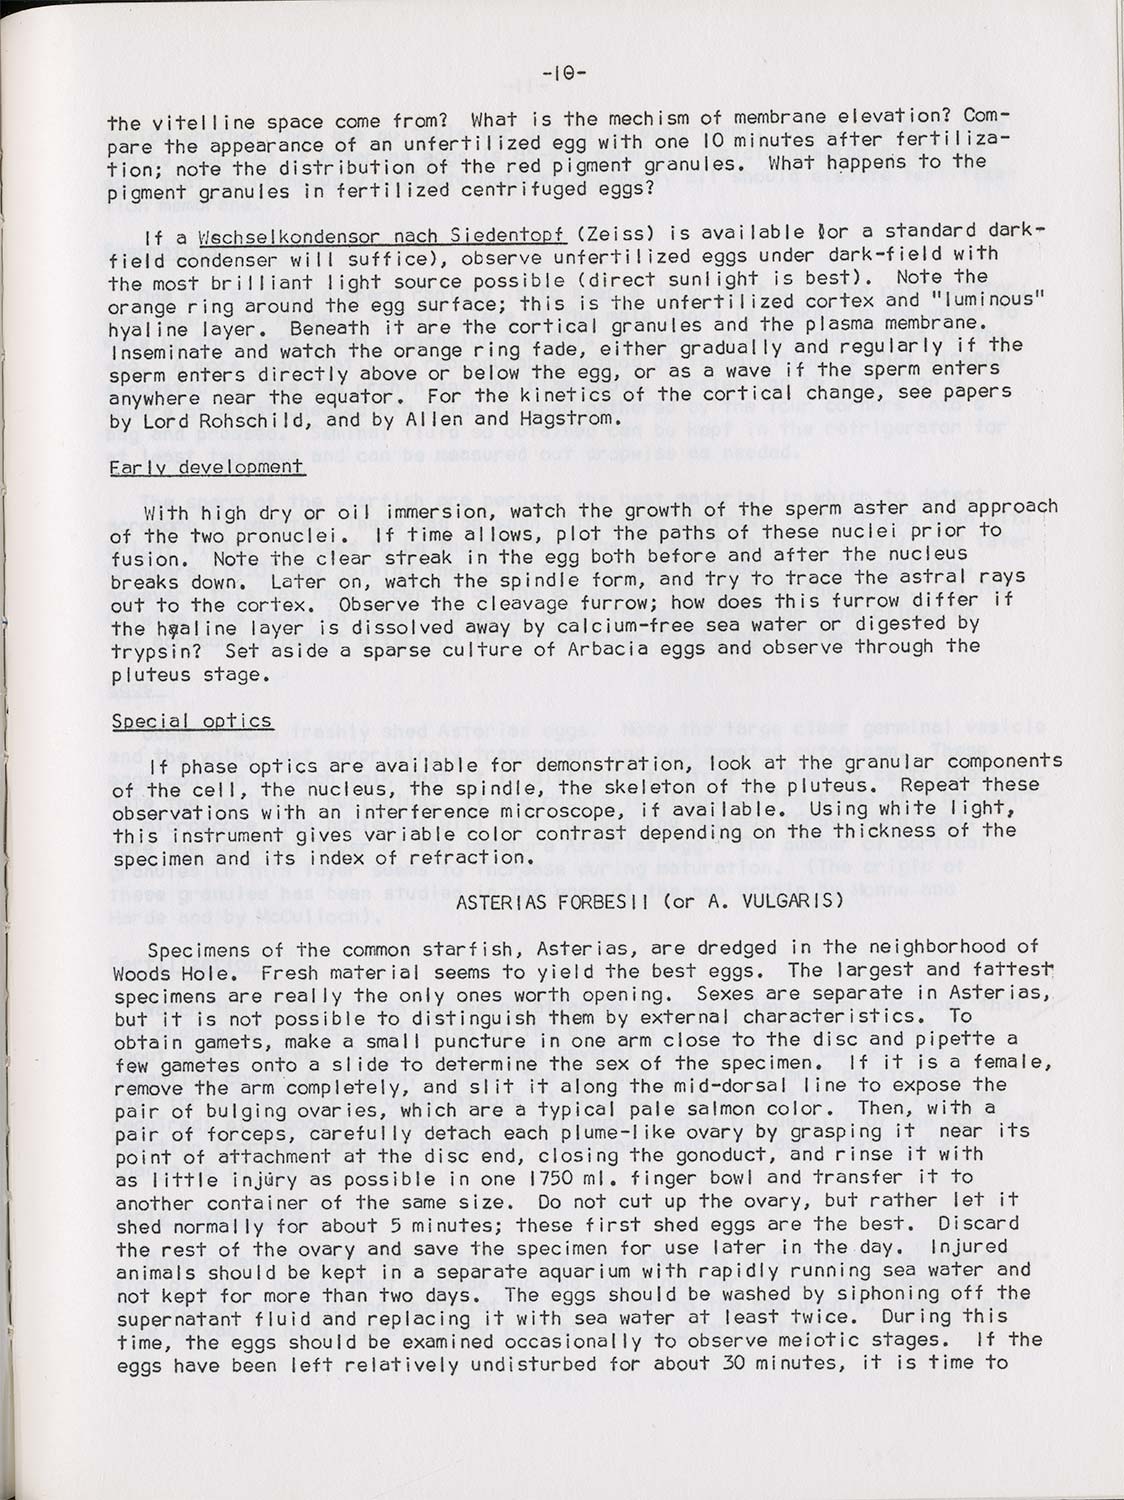 -10-
the vitelline space come from? What is the mechism of membrane elevation? Com-
pare the appearance of an unfertilized egg with one 10 minutes after fertiliza-
tion; note the distribution of the red pigment granules. What happens to the
pigment granules in fertilized centrifuged eggs?
If a Wechselkondensor nach Siedentopf (Zeiss) is available (or a standard dark-
field condenser will suffice), observe unfertilized eggs under dark-field with
the most brilliant light source possible (direct sunlight is best). Note the
orange ring around the egg surface; this is the unfertilized cortex and "luminous"
hyaline layer. Beneath it are the cortical granules and the plasma membrane.
Inseminate and watch the orange ring fade, either gradually and regularly if the
sperm enters directly above or below the egg, or as a wave if the sperm enters
anywhere near the equator. For the kinetics of the cortical change, see papers
by Lord Rohschild, and by Allen and Hagstrom.
Early development
With high dry or oil immersion, watch the growth of the sperm aster and approach
of the two pronuclei. If time allows, plot the paths of these nuclei prior to
fusion. Note the clear streak in the egg both before and after the nucleus
breaks down. Later on, watch the spindle form, and try to trace the astral rays
out to the cortex. Observe the cleavage furrow; how does this furrow differ if
the hyaline layer is dissolved away by calcium-free sea water or digested by
trypsin? Set aside a sparse culture of Arbacia eggs and observe through the
pluteus stage.
Special optics
If phase optics are available for demonstration, look at the granular components
of the cell, the nucleus, the spindle, the skeleton of the pluteus. Repeat these
observations with an interference microscope, if available. Using white light,
this instrument gives variable color contrast depending on the thickness of the
specimen and its index of refraction.
ASTERIAS FORBESII (or A. VULGARIS)
Specimens of the common starfish, Asterias, are dredged in the neighborhood of
Woods Hole. Fresh material seems to yield the best eggs. The largest and fattest
specimens are really the only ones worth opening. Sexes are separate in Asterias,
but it is not possible to distinguish them by external characteristics. To
obtain gamets, make a small puncture in one arm close to the disc and pipette a
few gametes onto a slide to determine the sex of the specimen. If it is a female,
remove the arm completely, and slit it along the mid-dorsal line to expose the
pair of bulging ovaries, which are a typical pale salmon color. Then, with a
pair of forceps, carefully detach each plume-like ovary by grasping it near its
point of attachment at the disc end, closing the gonoduct, and rinse it with
as little injury as possible in one 1750 ml. finger bowl and transfer it to
another container of the same size. Do not cut up the ovary, but rather let it
shed normally for about 5 minutes; these first shed eggs are the best. Discard
the rest of the ovary and save the specimen for use later in the day. Injured
animals should be kept in a separate aquarium with rapidly running sea water and
not kept for more than two days. The eggs should be washed by siphoning off the
supernatant fluid and replacing it with sea water at least twice. During this
time, the eggs should be examined occasionally to observe meiotic stages. If the
eggs have been left relatively undisturbed for about 30 minutes, it is time to